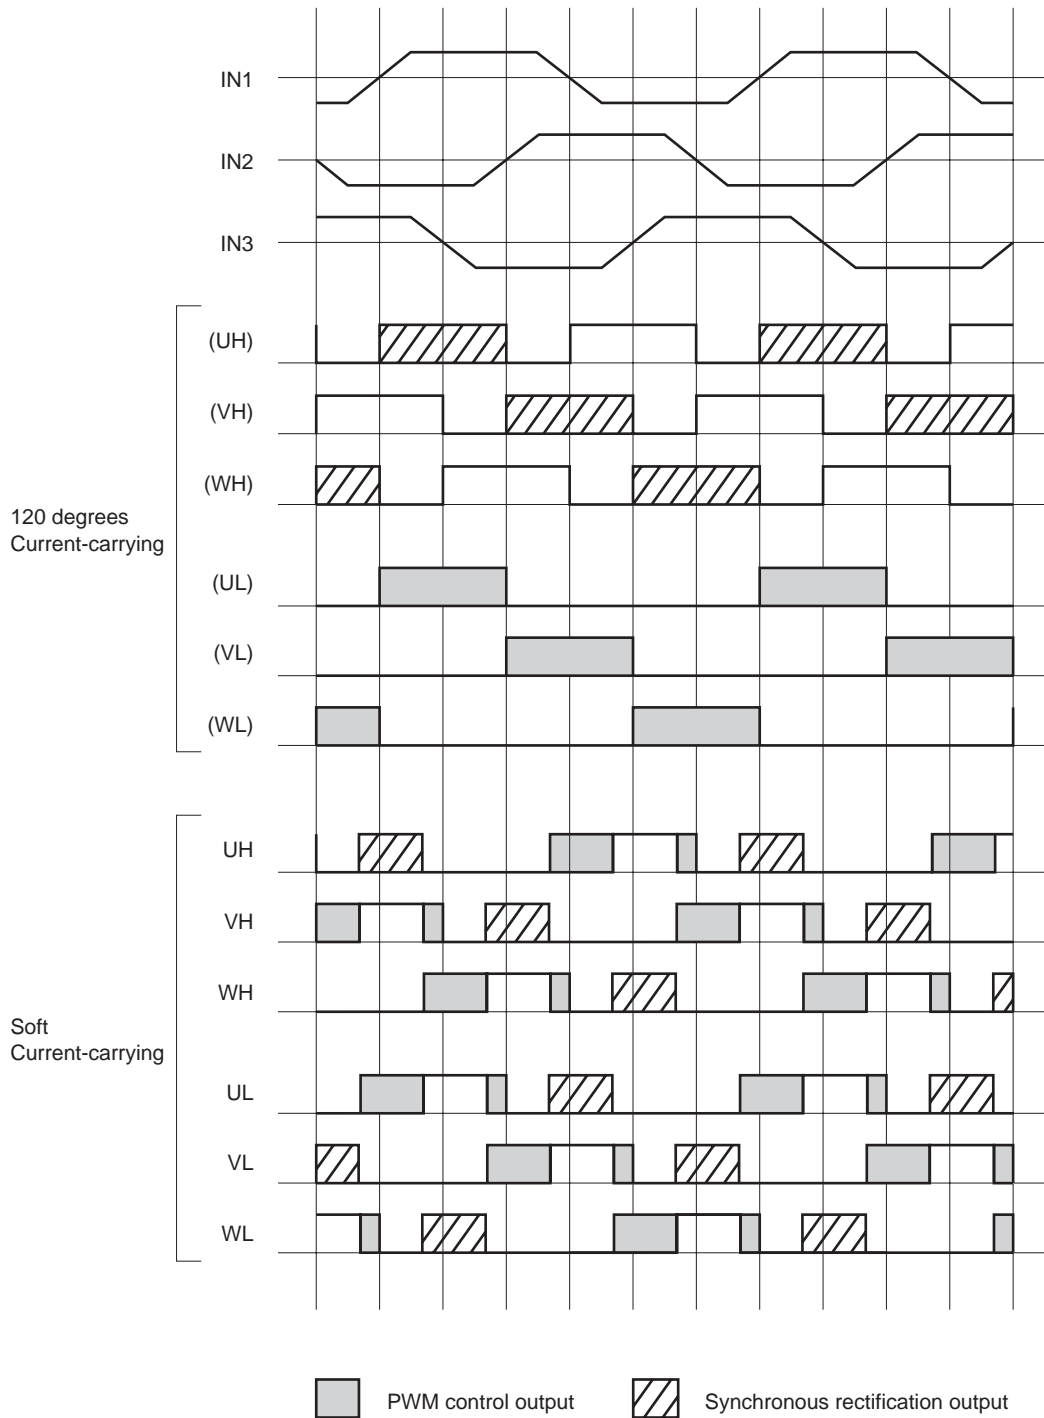 IN1
IN2
IN3
(UH)
(VH)
(WH)
120 degrees
Current-carrying
(UL)
(VL)
(WL)
UH
VH
WH
Soft
Current-carrying
UL
VL
WL
PWM control output
Synchronous rectification output